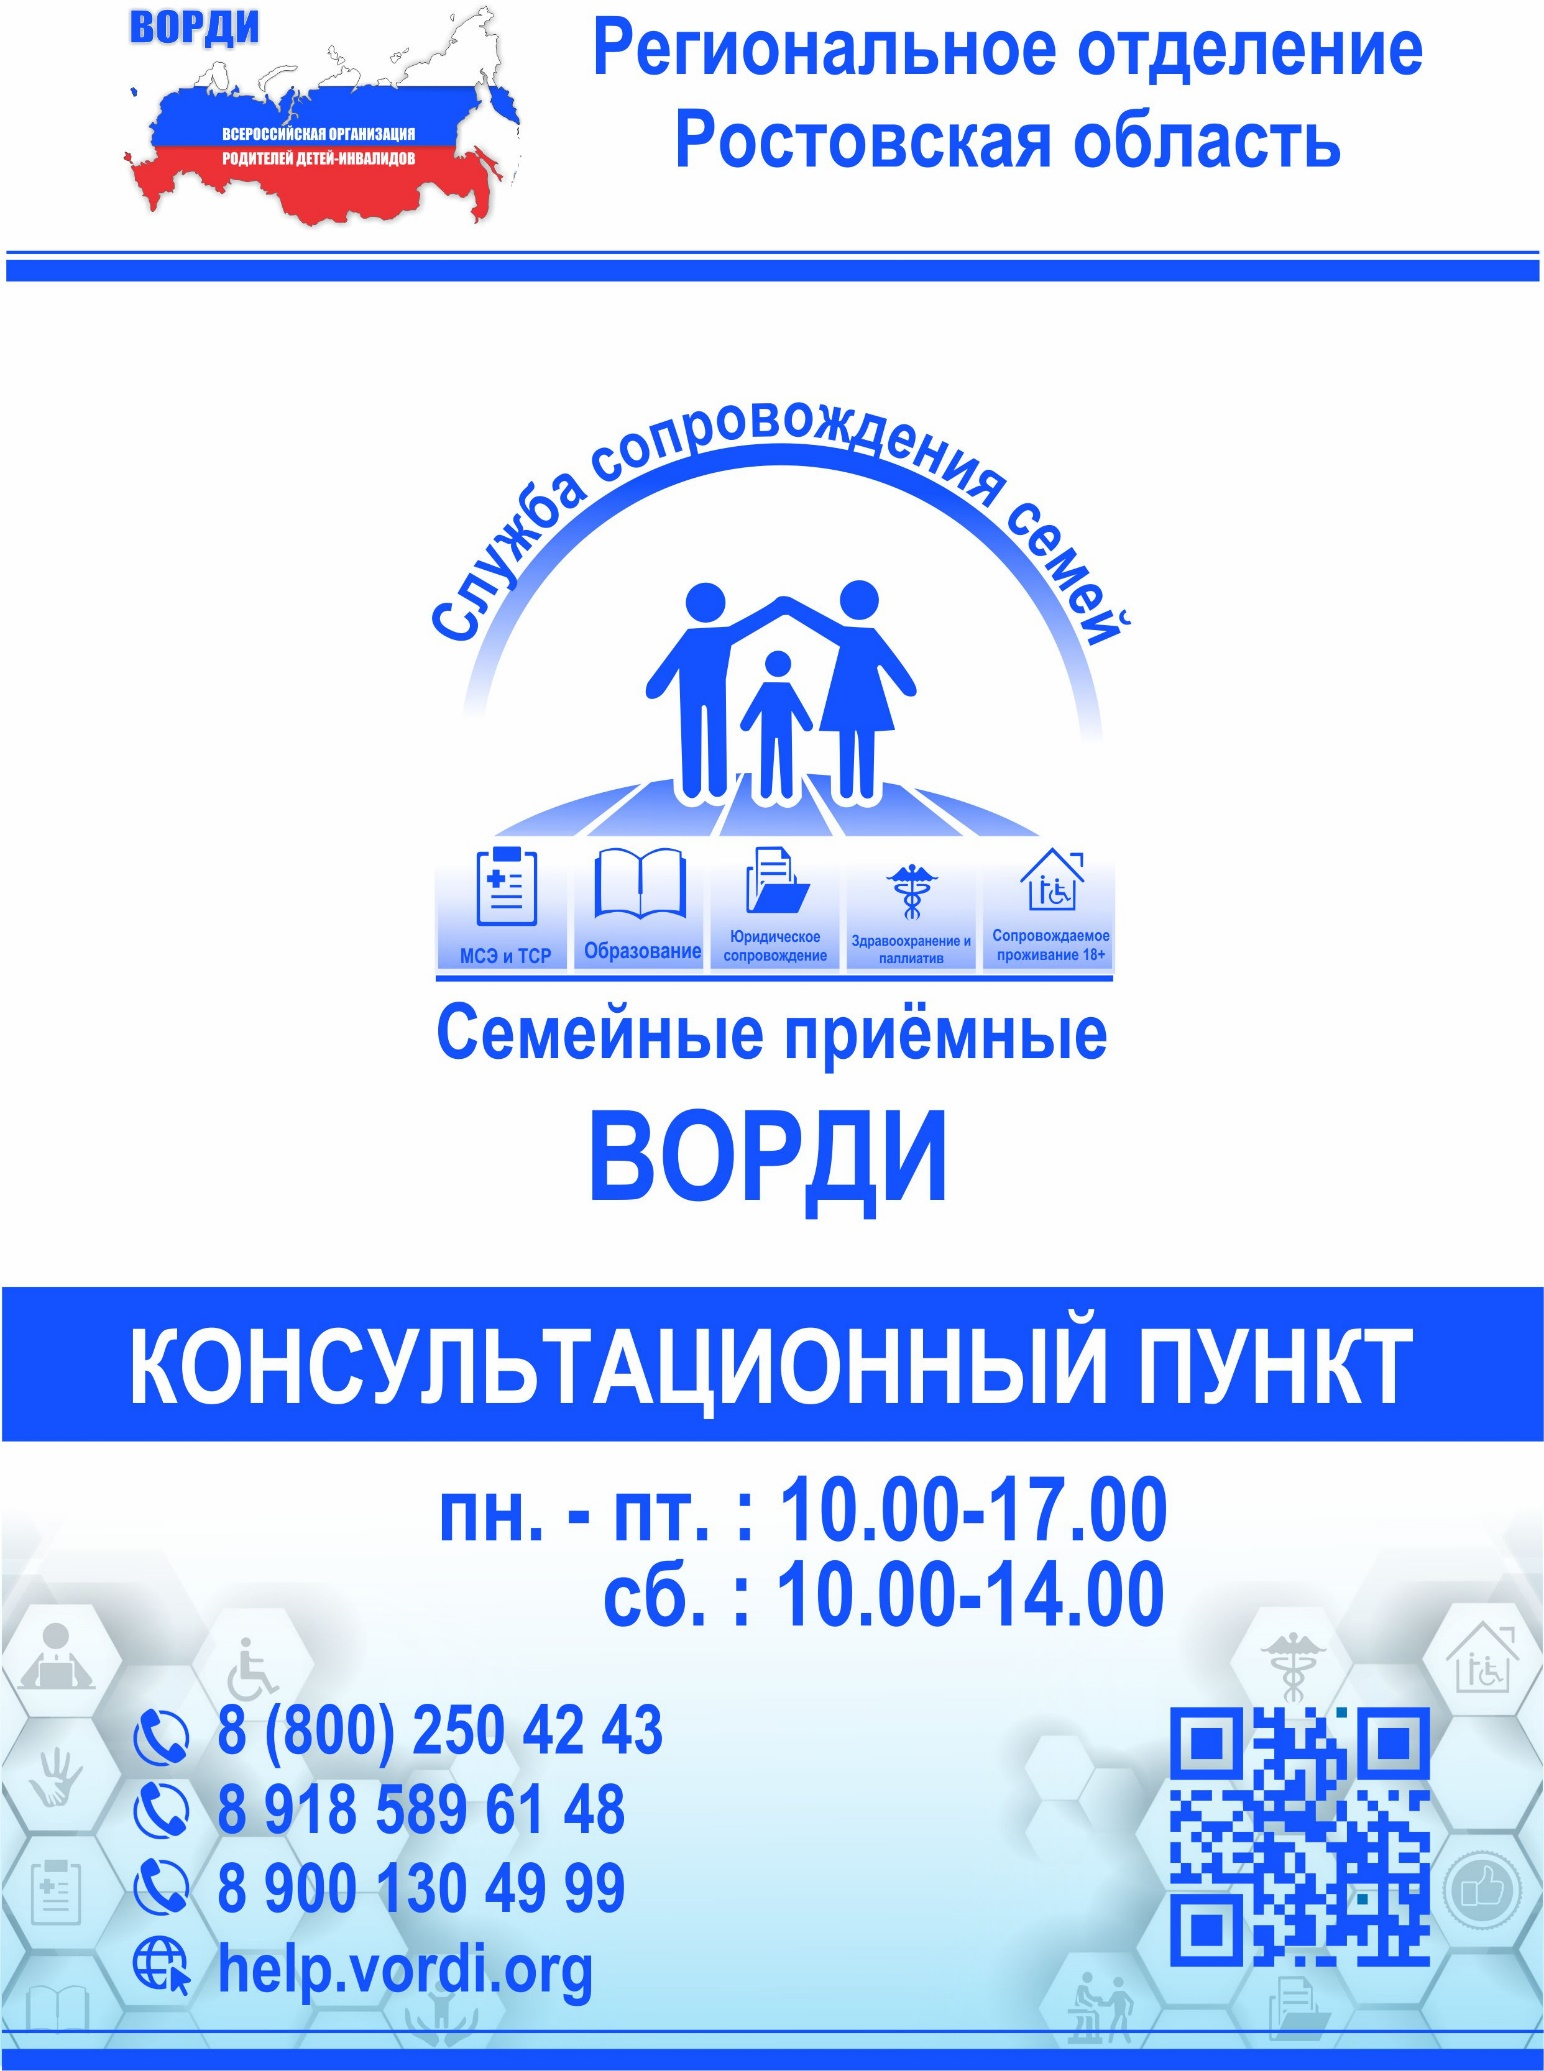 ВОРДИ
ВСЕРОССИЙСКАЯ ОРГАНИЗАЦИЯ
РОДИТЕЛЕЙ ДЕТЕЙ-ИНВАЛИДОВ
Региональное отделение
Ростовская область
Служба сопровождения семей
МСЭ и ТСР
Образование
Юридическое
сопровождение
Здравоохранение и
паллиатив
Сопровождаемое
проживание 18+
Семейные приёмные
ВОРДИ
КОНСУЛЬТАЦИОННЫЙ ПУНКТ
пн. - пт. : 10.00-17.00
сб. : 10.00-14.00
8 (800) 250 42 43
8 918 589 61 48
8 900 130 49 99
help.vordi.org